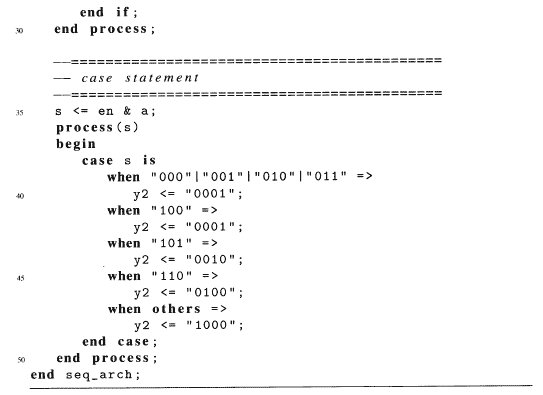 end if;
30 end process;
--==========================================
-- case statement
--==========================================
35 s <= en & a;
process(s)
begin
case s is
when "000"|"001"|"010"|"011" =>
40 y2 <= "0001";
when "100" =>
y2 <= "0001";
when "101" =>
y2 <= "0010";
45 when "110" =>
y2 <= "0100";
when others =>
y2 <= "1000";
end case;
50 end process;
end seq_arch;